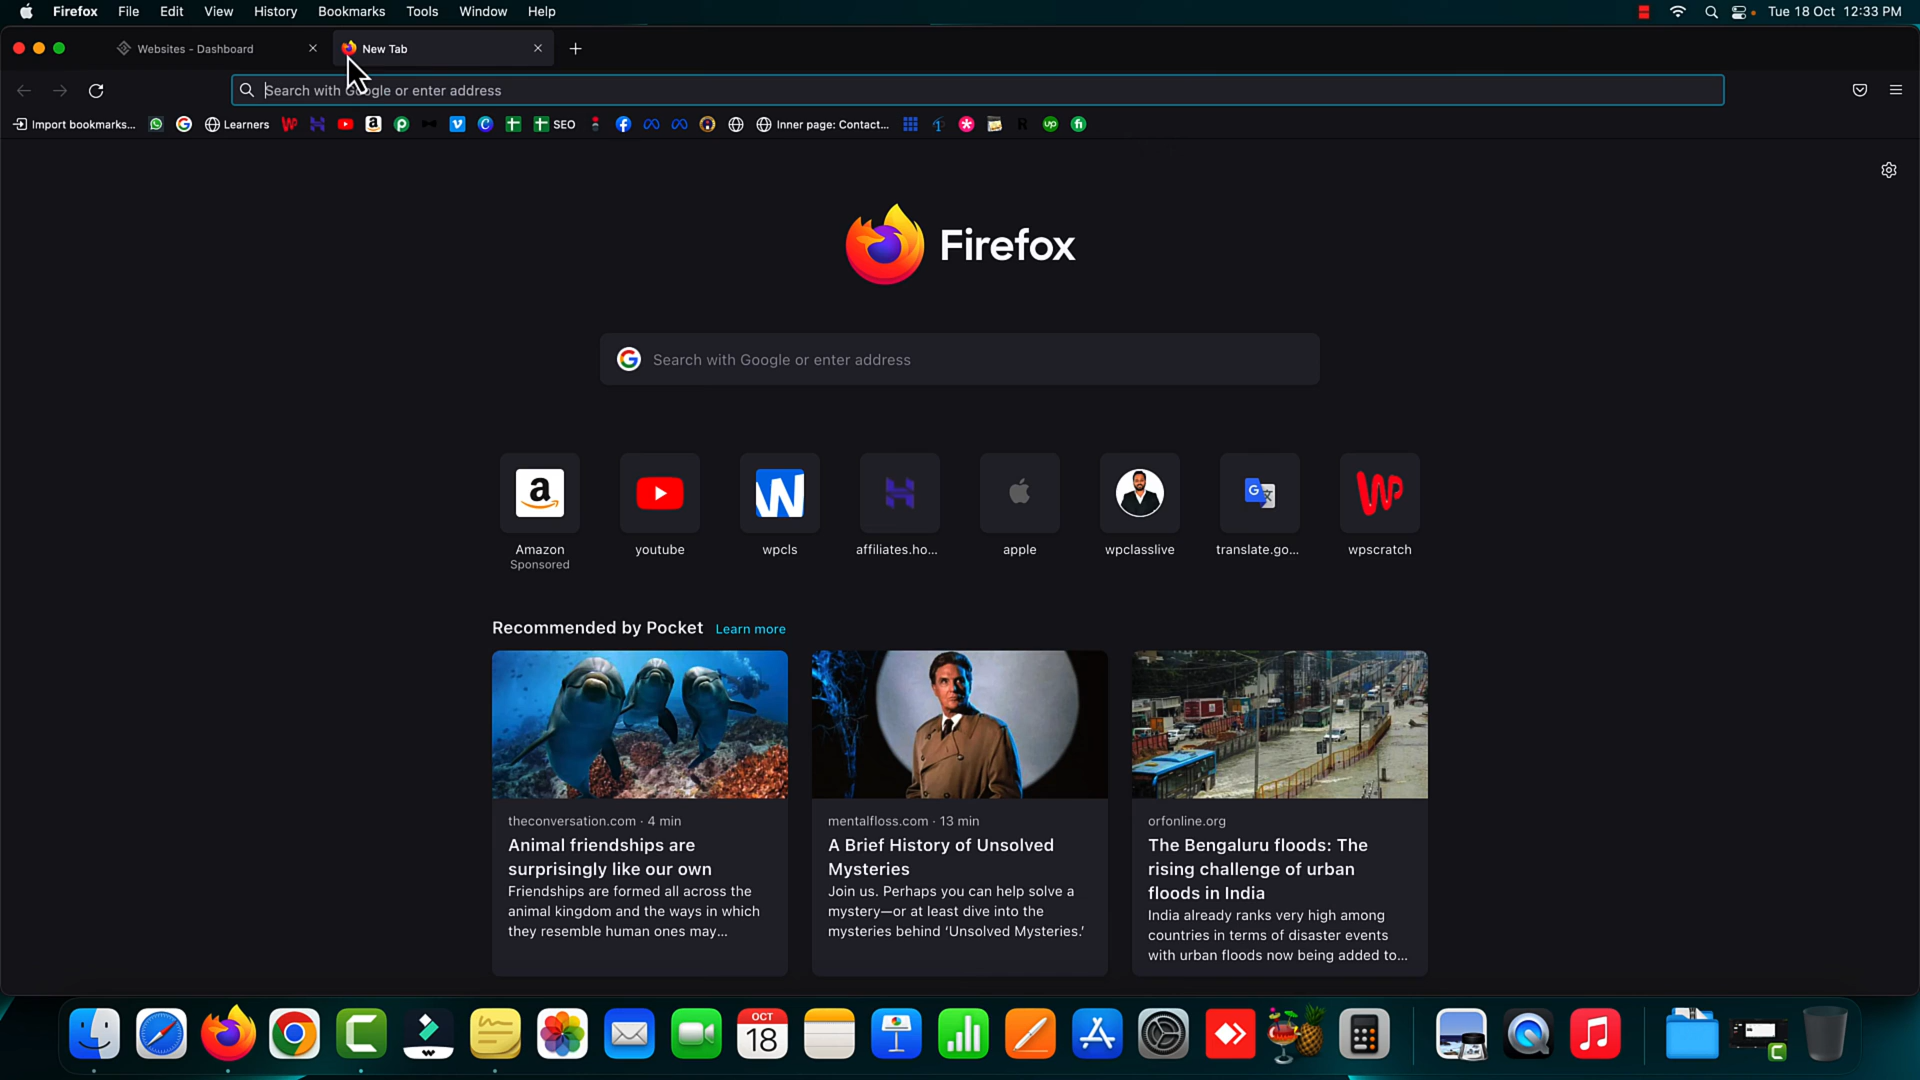 Firefox File Edit View History Bookmarks Tools Window Help
Tue 18 Oct 12:33 PM
Websites - Dashboard
New Tab
Search with Google or enter address
Import bookmarks...
Learners
SEO
Inner page: Contact...
Firefox
Search with Google or enter address
Amazon
Sponsored
youtube
wpcls
affiliates.ho...
apple
wpclasslive
translate.go...
wpscratch
Recommended by Pocket Learn more
theconversation.com · 4 min
Animal friendships are
surprisingly like our own
Friendships are formed all across the
animal kingdom and the ways in which
they resemble human ones may...
mentalfloss.com · 13 min
A Brief History of Unsolved
Mysteries
Join us. Perhaps you can help solve a
mystery—or at least dive into the
mysteries behind ‘Unsolved Mysteries.’
orfonline.org
The Bengaluru floods: The
rising challenge of urban
floods in India
India already ranks very high among
countries in terms of disaster events
with urban floods now being added to...
OCT
18